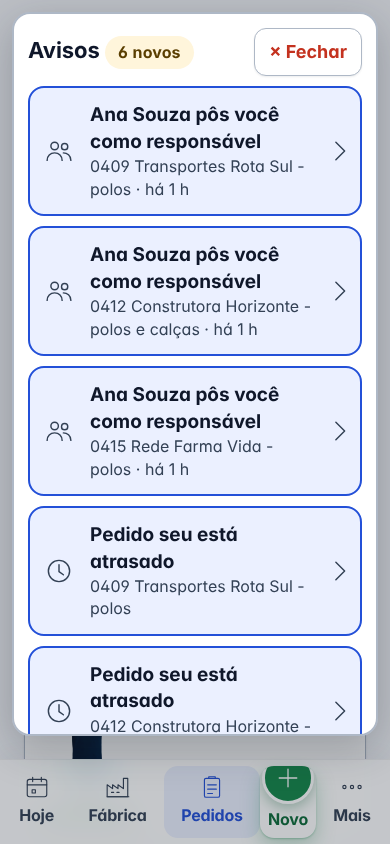 Avisos 6 novos
× Fechar
Ana Souza pôs você
como responsável
0409 Transportes Rota Sul -
polos · há 1 h
Ana Souza pôs você
como responsável
0412 Construtora Horizonte -
polos e calças · há 1 h
Ana Souza pôs você
como responsável
0415 Rede Farma Vida -
polos · há 1 h
Pedido seu está
atrasado
0409 Transportes Rota Sul -
polos
Pedido seu está
atrasado
0412 Construtora Horizonte -
Hoje
Fábrica
Pedidos
Novo
Mais